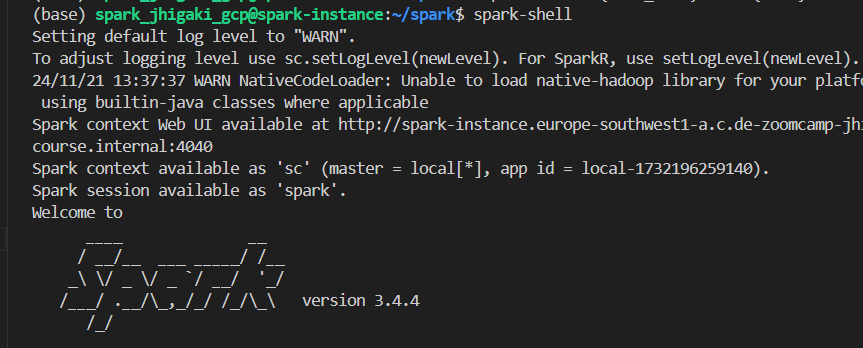 (base) spark_jhigaki_gcp@spark-instance:~/spark$ spark-shell
Setting default log level to "WARN".
To adjust logging level use sc.setLogLevel(newLevel). For SparkR, use setLogLevel(newLevel).
24/11/21 13:37:37 WARN NativeCodeLoader: Unable to load native-hadoop library for your platf
 using builtin-java classes where applicable
Spark context Web UI available at http://spark-instance.europe-southwest1-a.c.de-zoomcamp-jhi
course.internal:4040
Spark context available as 'sc' (master = local[*], app id = local-1732196259140).
Spark session available as 'spark'.
Welcome to
      ____              __
     / __/__  ___ _____/ /__
    _\ \/ _ \/ _ `/ __/  '_/
   /___/ .__/\_,_/_/ /_/\_\   version 3.4.4
      /_/